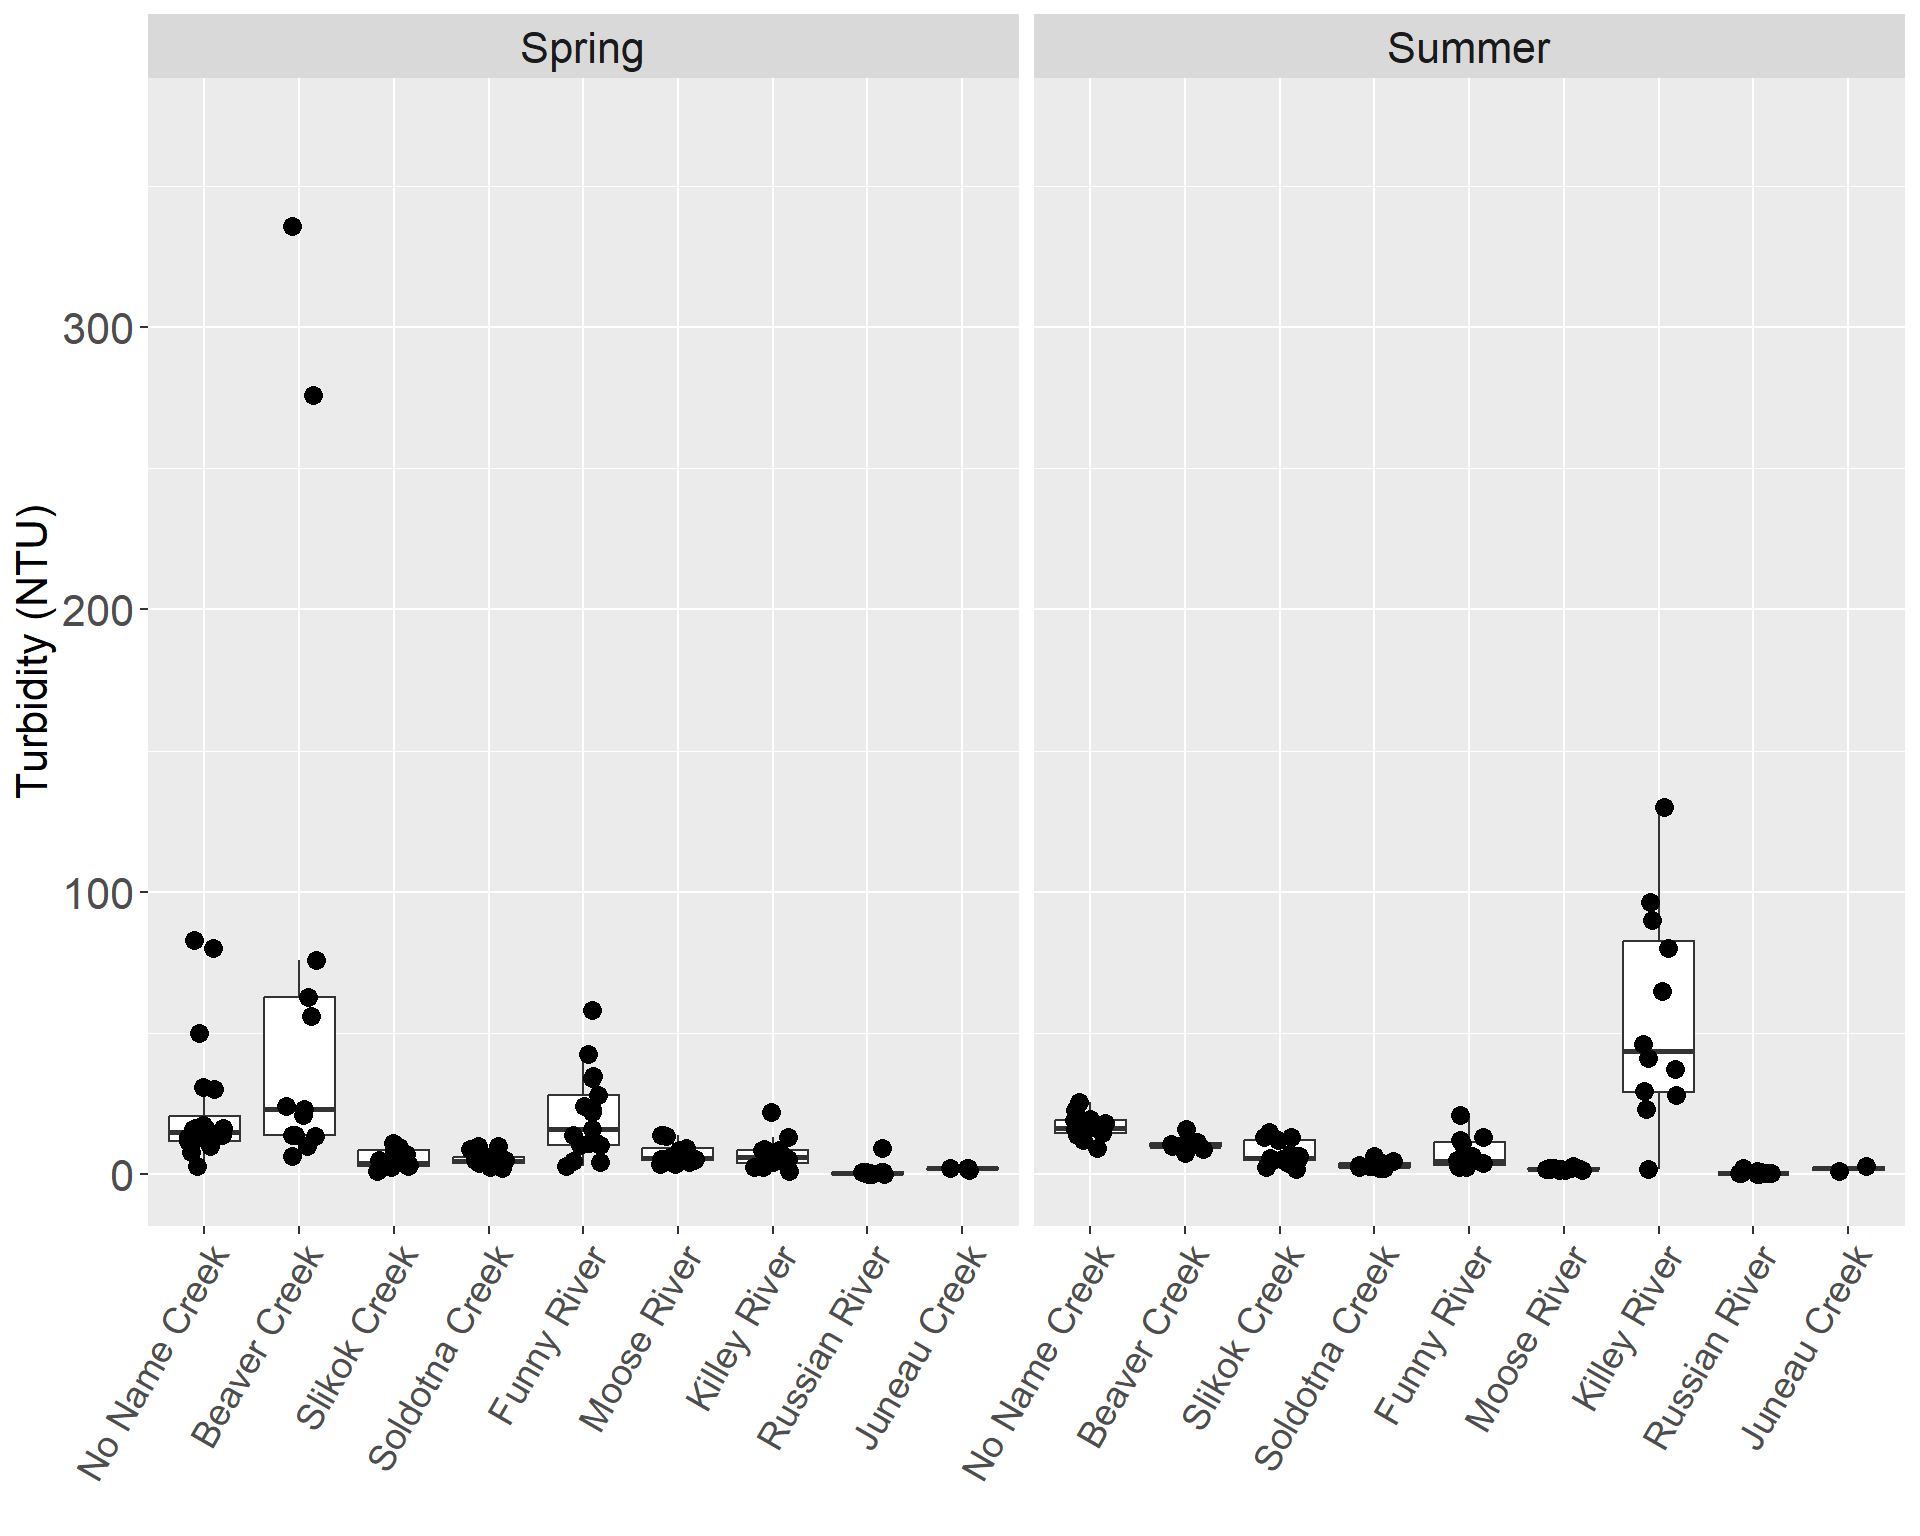 Spring
Summer
Turbidity (NTU)
300
200
100
0
No Name Creek
Beaver Creek
Slikok Creek
Soldotna Creek
Funny River
Moose River
Killey River
Russian River
Juneau Creek
No Name Creek
Beaver Creek
Slikok Creek
Soldotna Creek
Funny River
Moose River
Killey River
Russian River
Juneau Creek